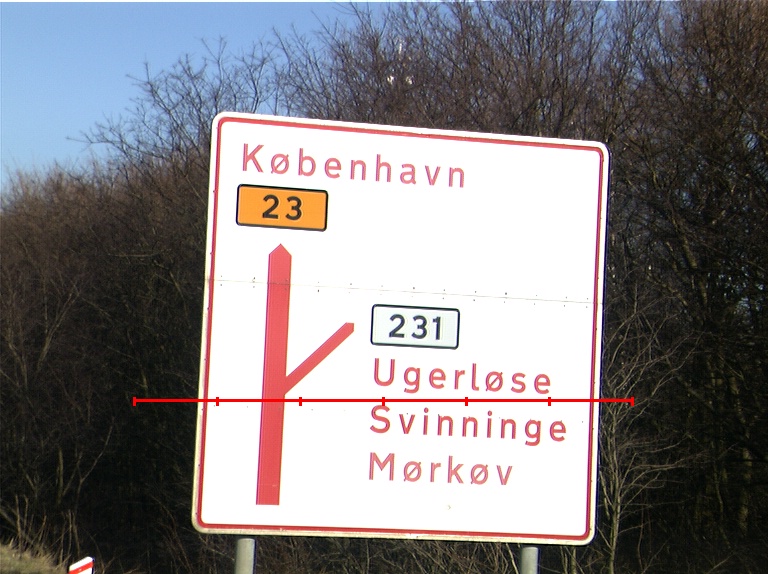 København
23
231
Ugerløse
Svinninge
Mørkøv